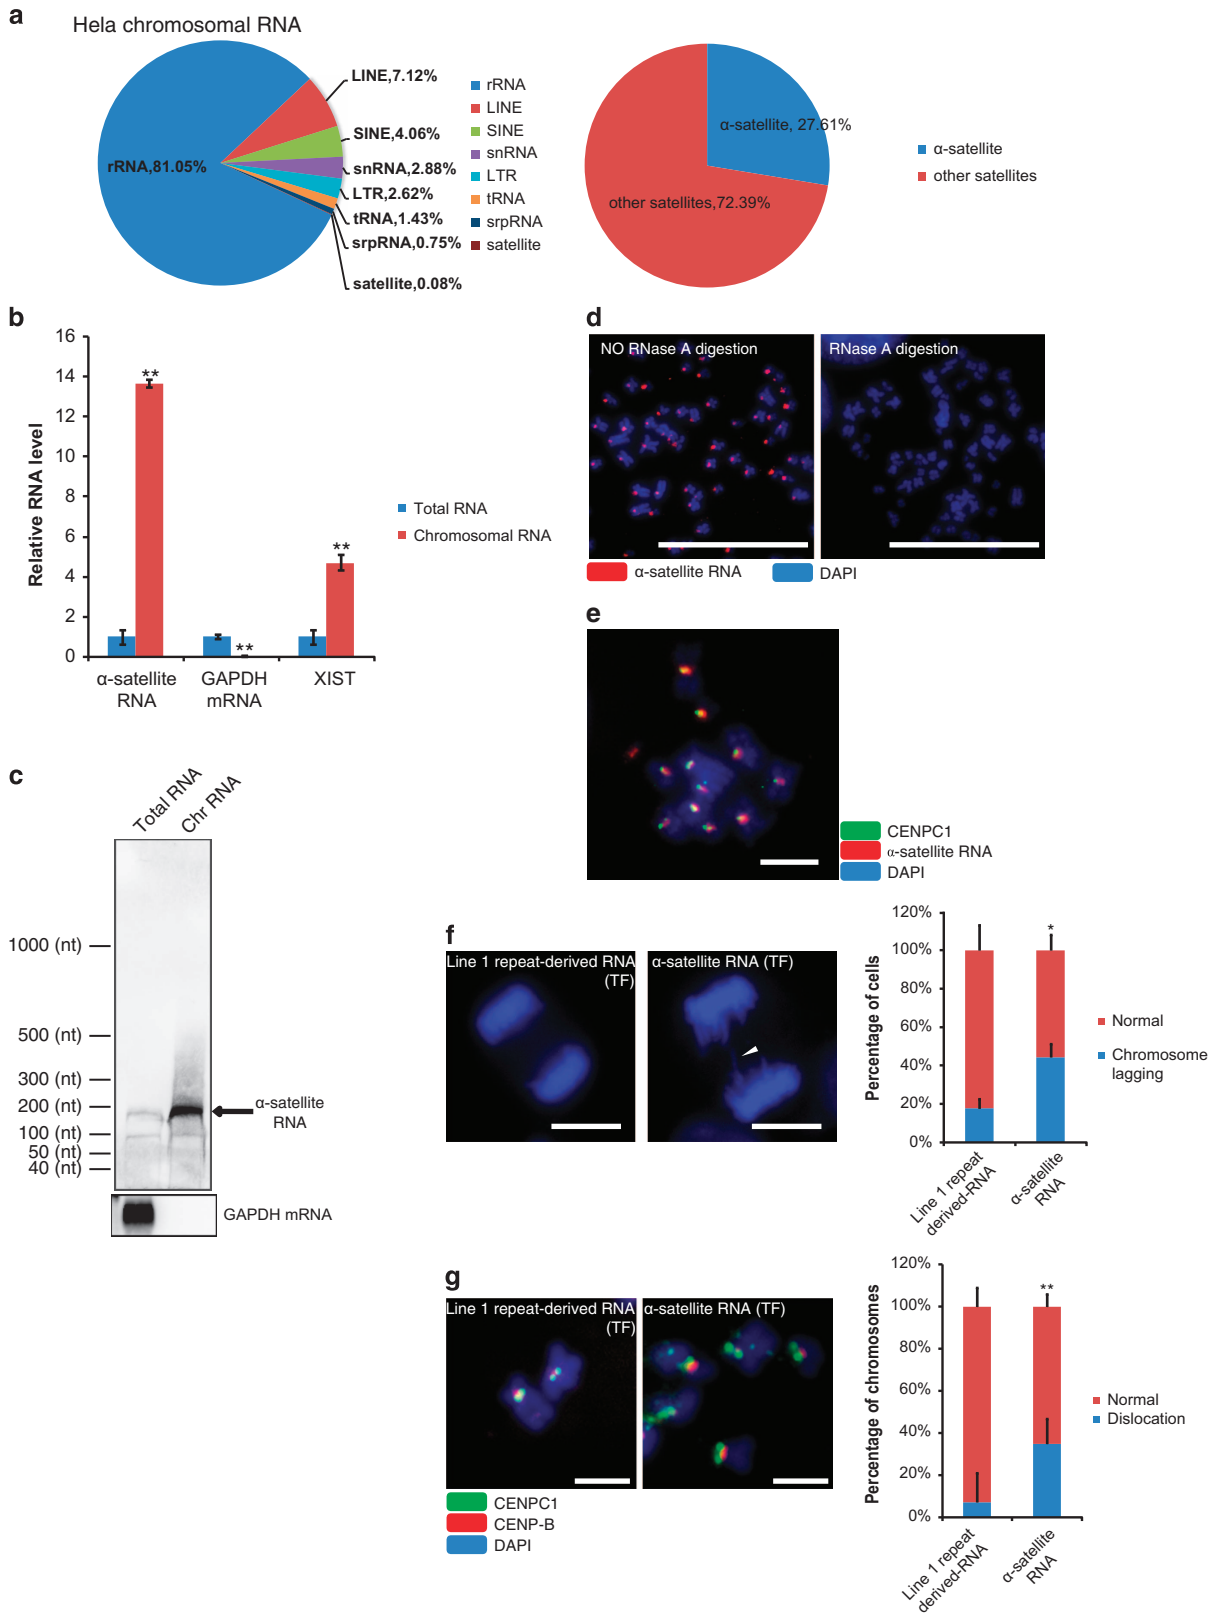 a
Hela chromosomal RNA
LINE,7.12%
SINE,4.06%
snRNA,2.88%
LTR,2.62%
tRNA,1.43%
srpRNA,0.75%
satellite,0.08%
rRNA,81.05%
rRNA
LINE
SINE
snRNA
LTR
tRNA
srpRNA
satellite
α-satellite, 27.61%
other satellites,72.39%
α-satellite
other satellites
b
Relative RNA level
16
14
12
10
8
6
4
2
0
**
**
**
α-satellite
RNA
GAPDH
mRNA
XIST
Total RNA
Chromosomal RNA
c
Total RNA
Chr RNA
1000 (nt)
500 (nt)
300 (nt)
200 (nt)
100 (nt)
50 (nt)
40 (nt)
α-satellite
RNA
GAPDH mRNA
d
NO RNase A digestion
RNase A digestion
α-satellite RNA
DAPI
e
CENPC1
α-satellite RNA
DAPI
f
Line 1 repeat-derived RNA
(TF)
α-satellite RNA (TF)
Percentage of cells
120%
100%
80%
60%
40%
20%
0%
*
Line 1 repeat
derived-RNA
α-satellite
RNA
Normal
Chromosome
lagging
g
Line 1 repeat-derived RNA
(TF)
α-satellite RNA (TF)
CENPC1
CENP-B
DAPI
Percentage of chromosomes
120%
100%
80%
60%
40%
20%
0%
**
Line 1 repeat
derived-RNA
α-satellite
RNA
Normal
Dislocation